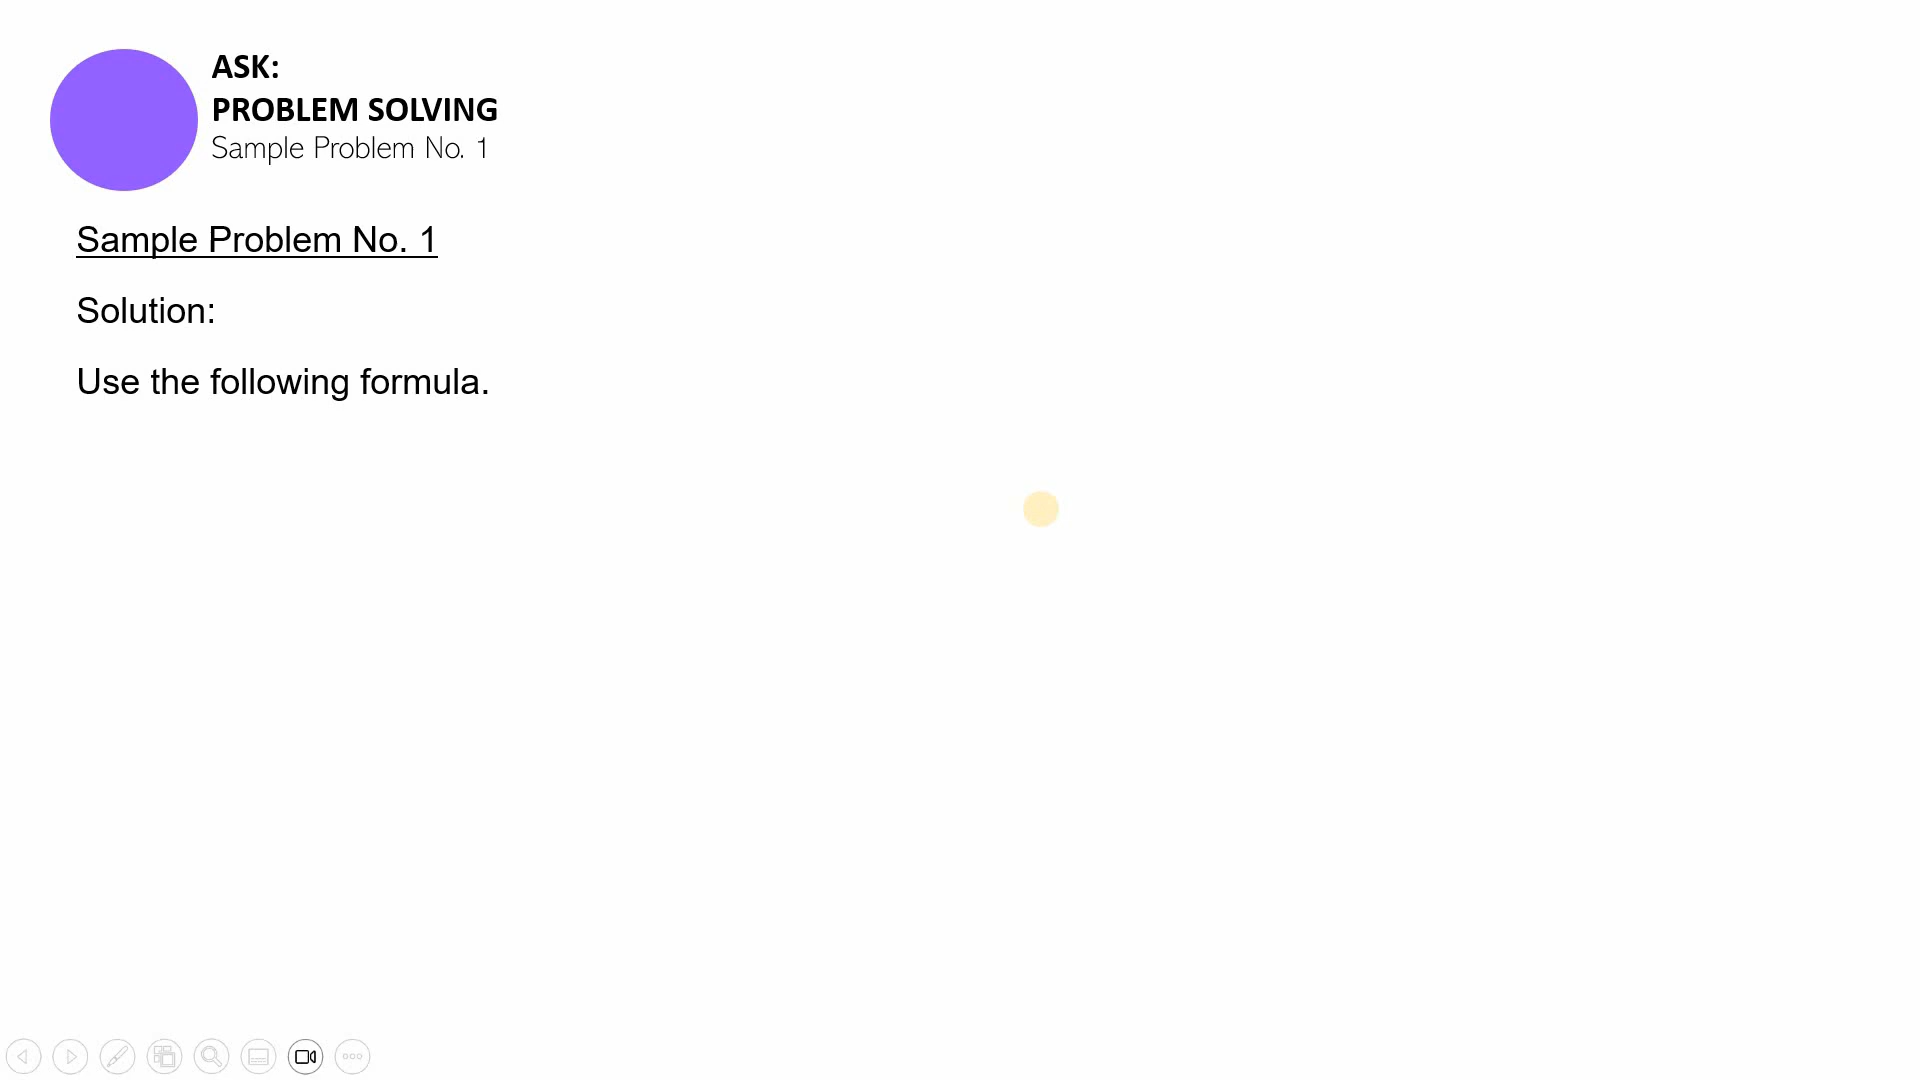 ASK:
PROBLEM SOLVING
Sample Problem No. 1
Sample Problem No. 1
Solution:
Use the following formula.